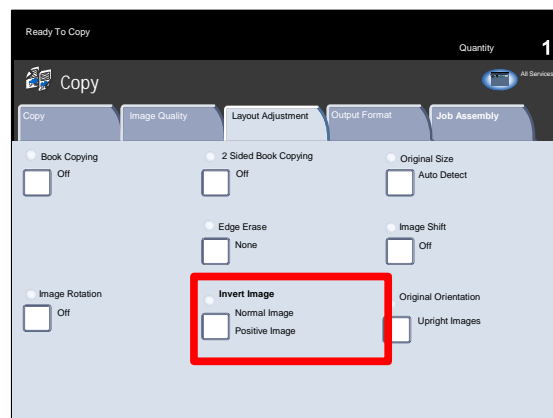 Ready To Copy
Quantity 1
Copy
All Services
Copy
Image Quality
Layout Adjustment
Output Format
Job Assembly
Book Copying
Off
2 Sided Book Copying
Off
Original Size
Auto Detect
Edge Erase
None
Image Shift
Off
Image Rotation
Off
Invert Image
Normal Image
Positive Image
Original Orientation
Upright Images